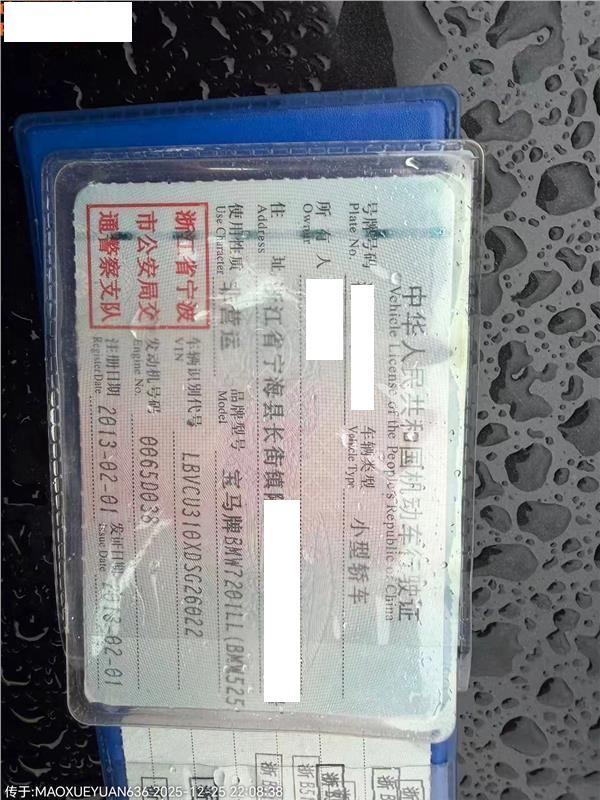 中华人民共和国机动车行驶证
Vehicle License of the People's Republic of China
号牌号码 车辆类型 小型轿车
Plate No. Vehicle Type
所有人
Owner
住 址 浙江省宁海县长街镇
Address
使用性质 非营运 品牌型号 宝马牌BMW7201LL(BMW525
Use Character Model
浙江省宁波
市公安局交
通警察支队
车辆识别代号 LBVCU310XDSG26022
VIN
发动机号码 0065D038
Engine No.
注册日期 2013-02-01 发证日期 2013-02-01
Register Date Issue Date
浙B
传于:MAOXUEYUAN636 2025-12-25 22:08:38